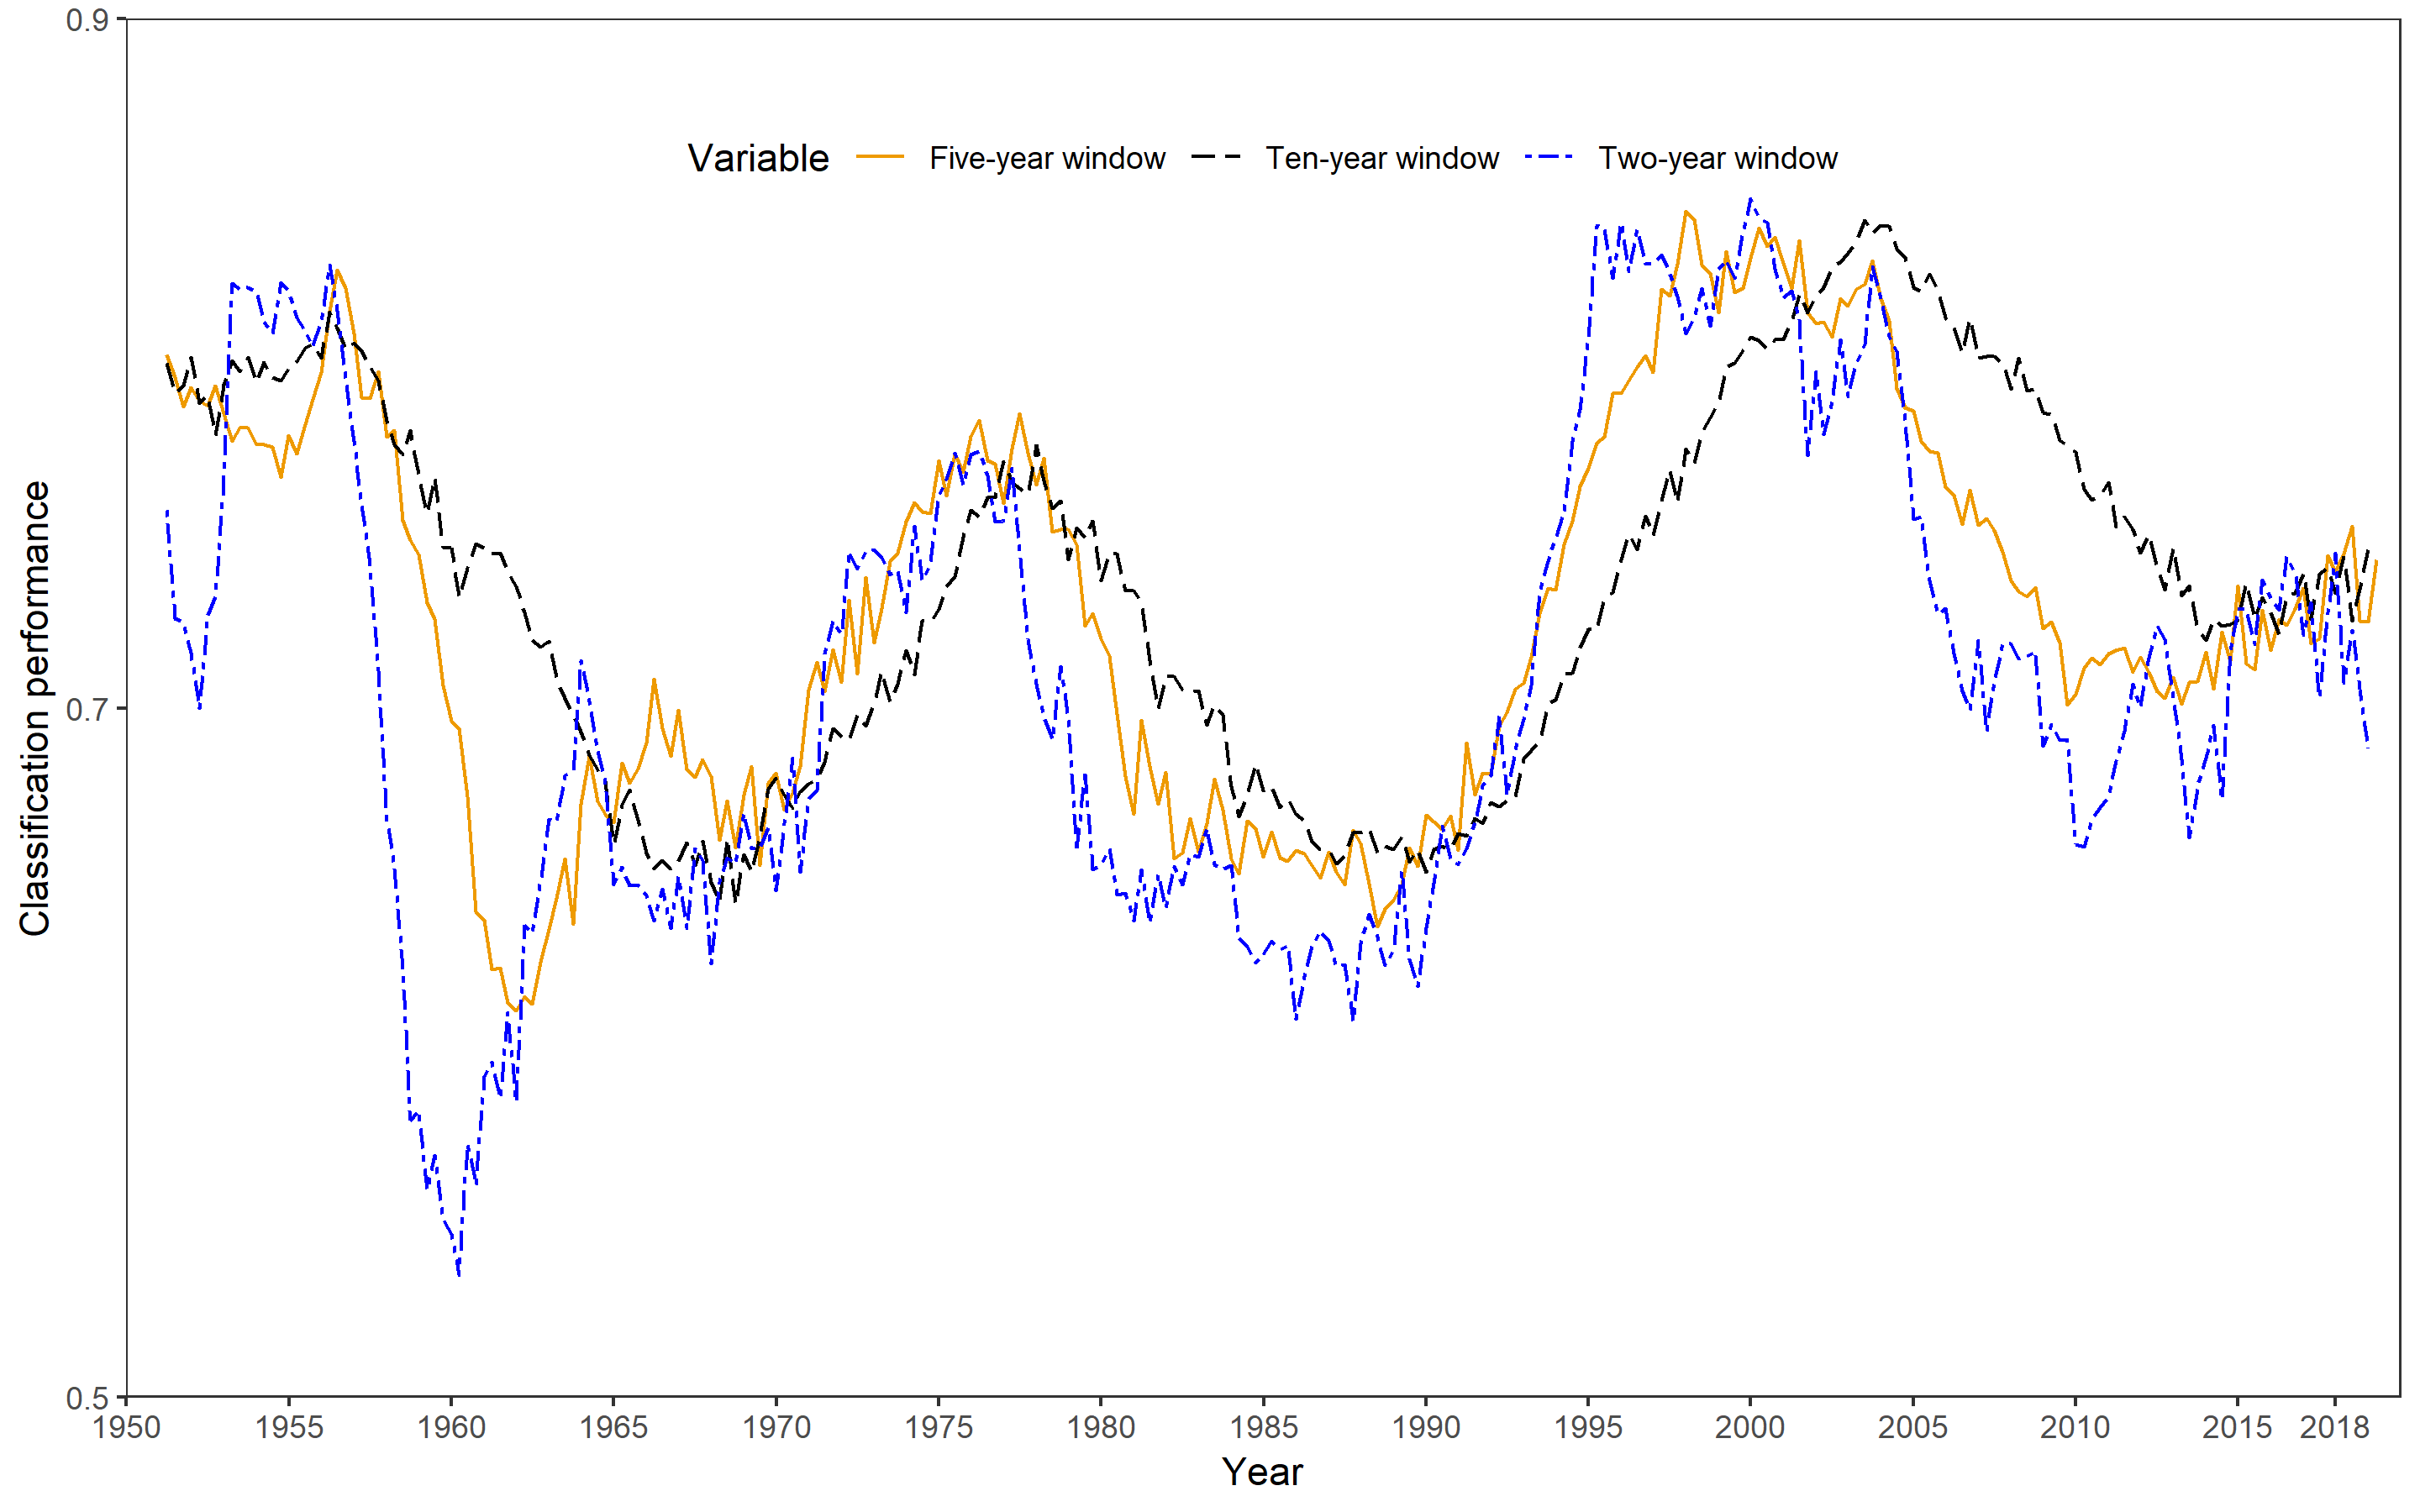 0.9
Variable Five-year window Ten-year window Two-year window
Classification performance
0.7
0.5
1950 1955 1960 1965 1970 1975 1980 1985 1990 1995 2000 2005 2010 2015 2018
Year